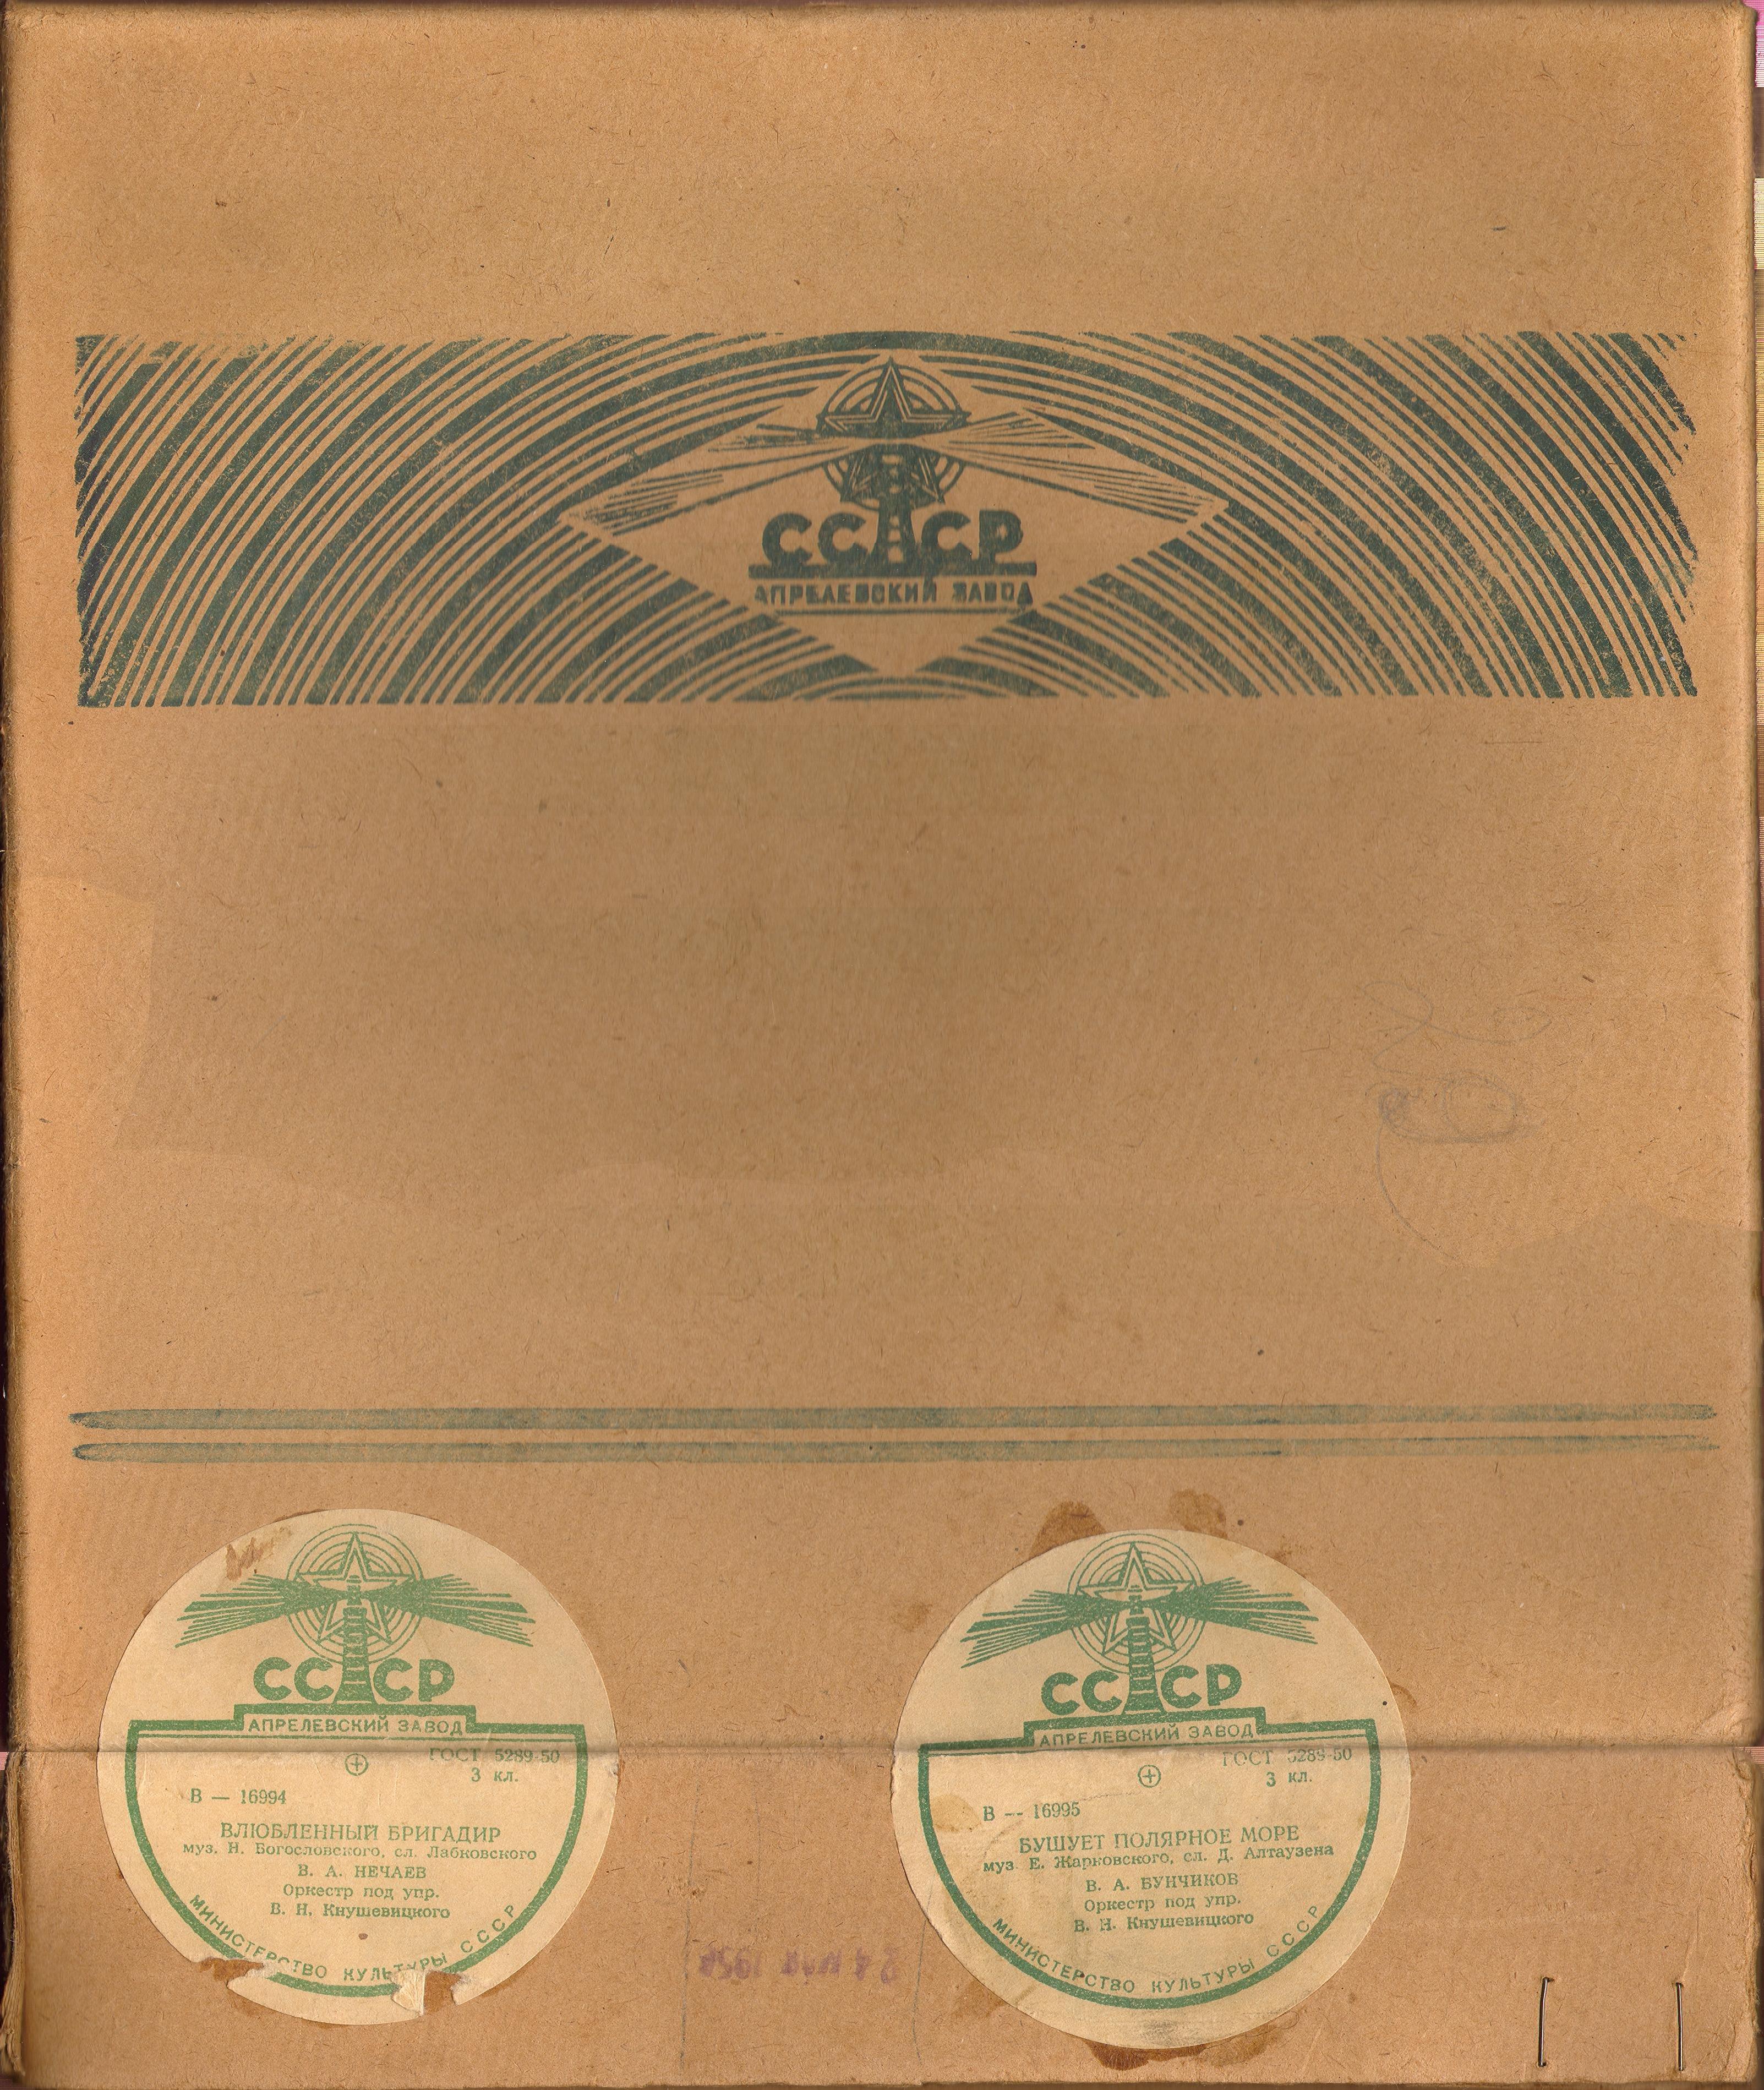 СССР
АПРЕЛЕВСКИЙ ЗАВОД
СССР
АПРЕЛЕВСКИЙ ЗАВОД
ГОСТ 5289-50
3 кл.
В — 16994
ВЛЮБЛЕННЫЙ БРИГАДИР
муз. Н. Богословского, сл. Лабковского
В. А. НЕЧАЕВ
Оркестр под упр.
В. Н. Кнушевицкого
МИНИСТЕРСТВО КУЛЬТУРЫ СССР
СССР
АПРЕЛЕВСКИЙ ЗАВОД
ГОСТ 5289-50
3 кл.
В -- 16995
БУШУЕТ ПОЛЯРНОЕ МОРЕ
муз. Е. Жарковского, сл. Д. Алтаузена
В. А. БУНЧИКОВ
Оркестр под упр.
В. Н. Кнушевицкого
МИНИСТЕРСТВО КУЛЬТУРЫ СССР